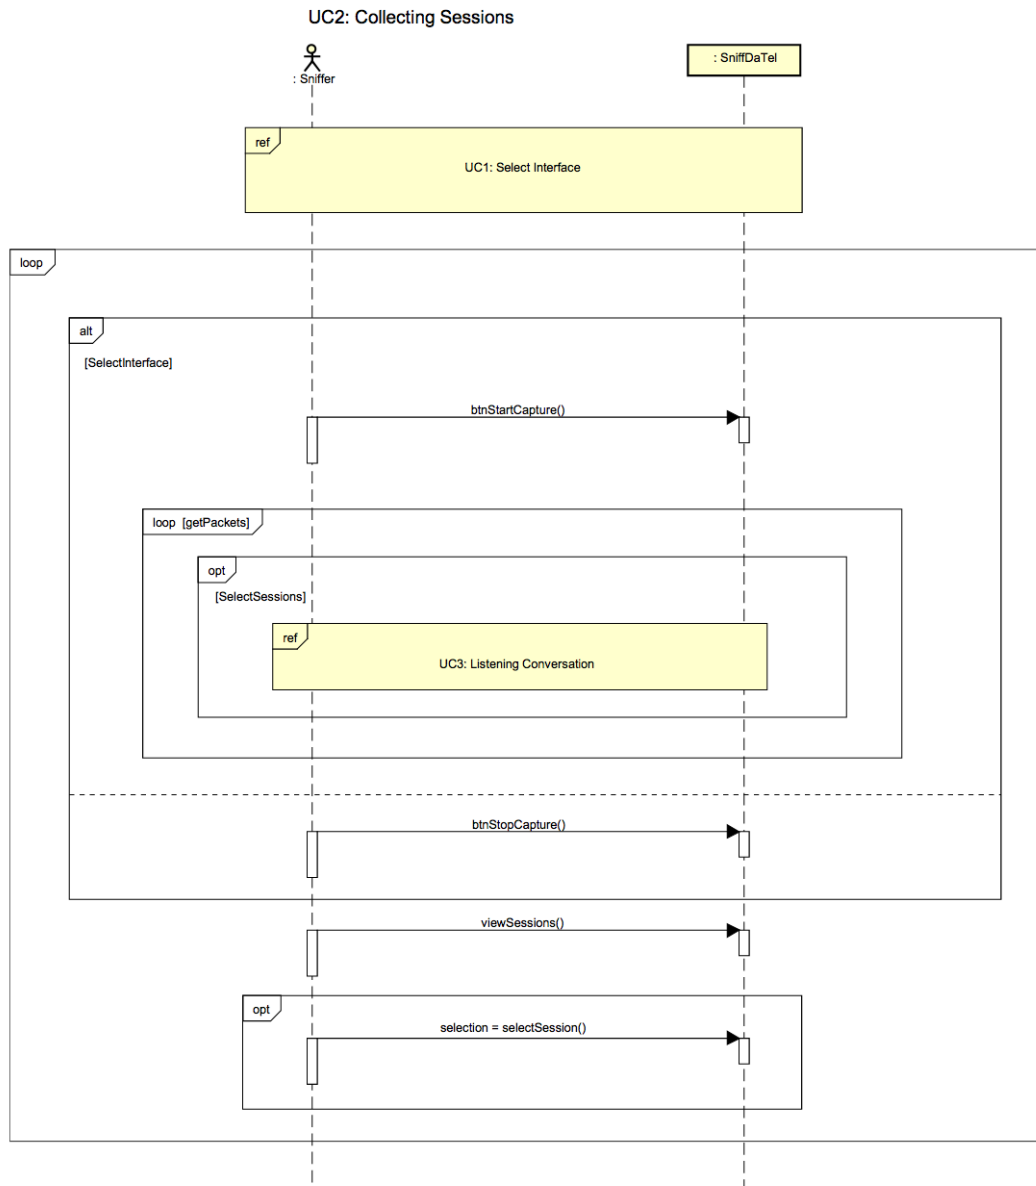 UC2: Collecting Sessions
: Sniffer
: SniffDaTel
ref
UC1: Select Interface
loop
alt
[SelectInterface]
btnStartCapture()
loop [getPackets]
opt
[SelectSessions]
ref
UC3: Listening Conversation
btnStopCapture()
viewSessions()
opt
selection = selectSession()